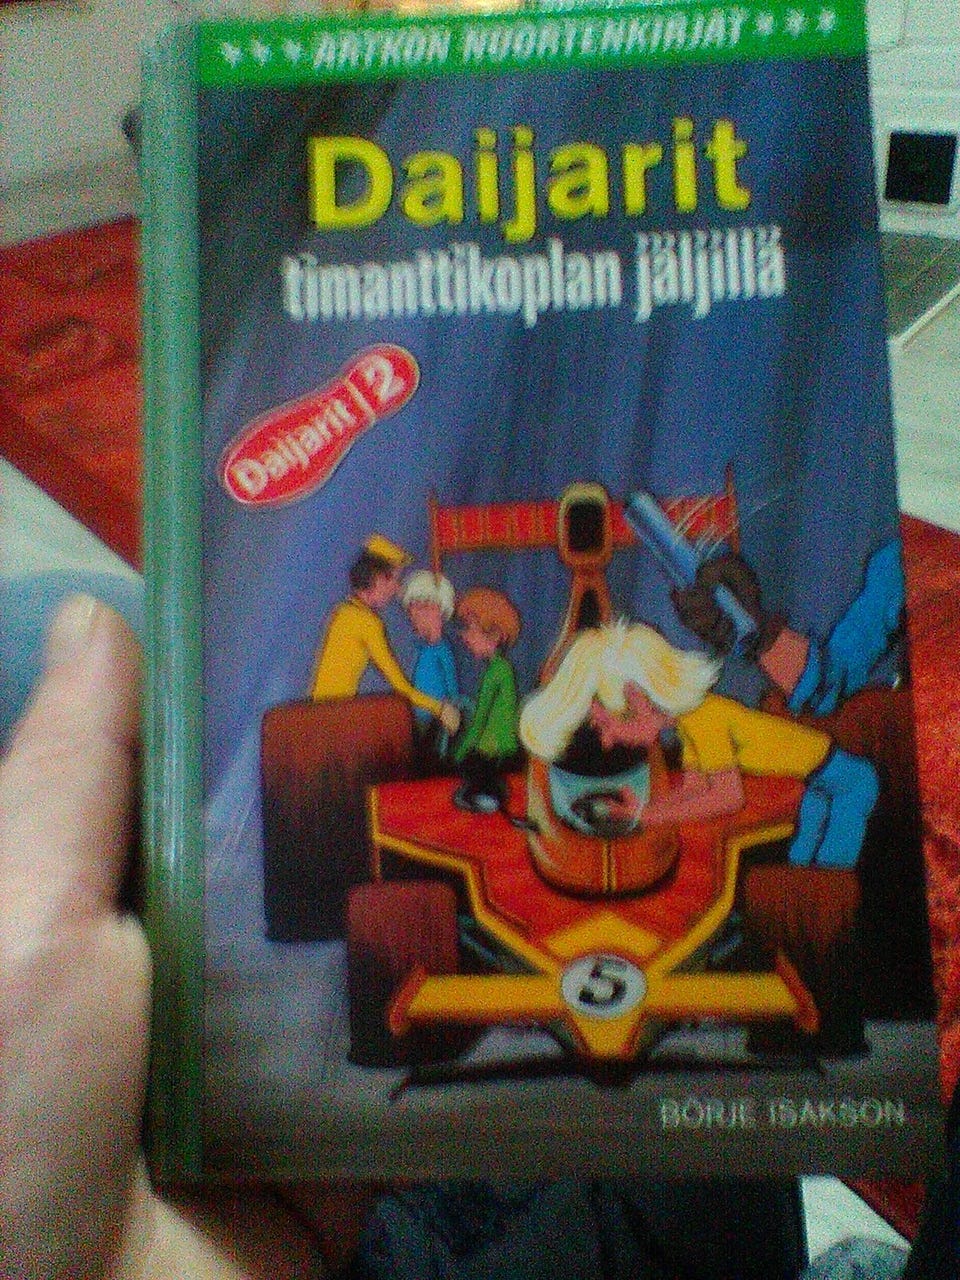 ARTKON NUORTENKIRJAT
Daijarit
timanttikoplan jäljillä
Daijarit 2
5
BÖRJE ISAKSON